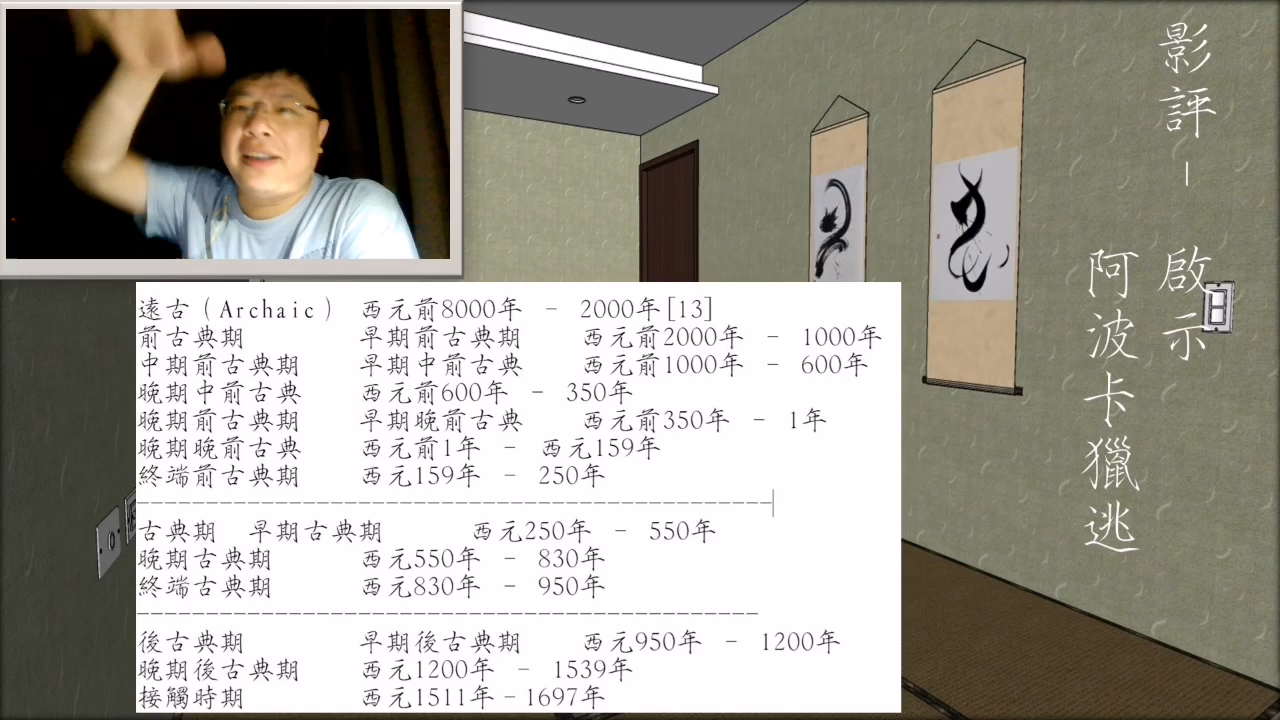 影評－
啟示
阿波卡獵逃
遠古（Archaic） 西元前8000年 － 2000年[13]
前古典期 早期前古典期 西元前2000年 － 1000年
中期前古典期 早期中前古典 西元前1000年 － 600年
晚期中前古典 西元前600年 － 350年
晚期前古典期 早期晚前古典 西元前350年 － 1年
晚期晚前古典 西元前1年 － 西元159年
終端前古典期 西元159年 － 250年
----------------------------------------------
古典期 早期古典期 西元250年 － 550年
晚期古典期 西元550年 － 830年
終端古典期 西元830年 － 950年
---------------------------------------------
後古典期 早期後古典期 西元950年 － 1200年
晚期後古典期 西元1200年 － 1539年
接觸時期 西元1511年－1697年